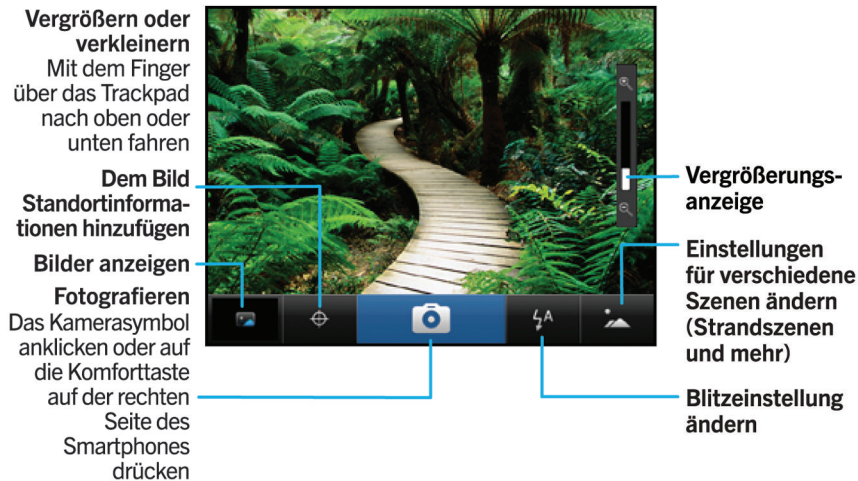 Vergrößern oder
verkleinern
Mit dem Finger
über das Trackpad
nach oben oder
unten fahren
Dem Bild
Standortinforma-
tionen hinzufügen
Bilder anzeigen
Fotografieren
Das Kamerasymbol
anklicken oder auf
die Komforttaste
auf der rechten
Seite des
Smartphones
drücken
A
Vergrößerungs-
anzeige
Einstellungen
für verschiedene
Szenen ändern
(Strandszenen
und mehr)
Blitzeinstellung
ändern